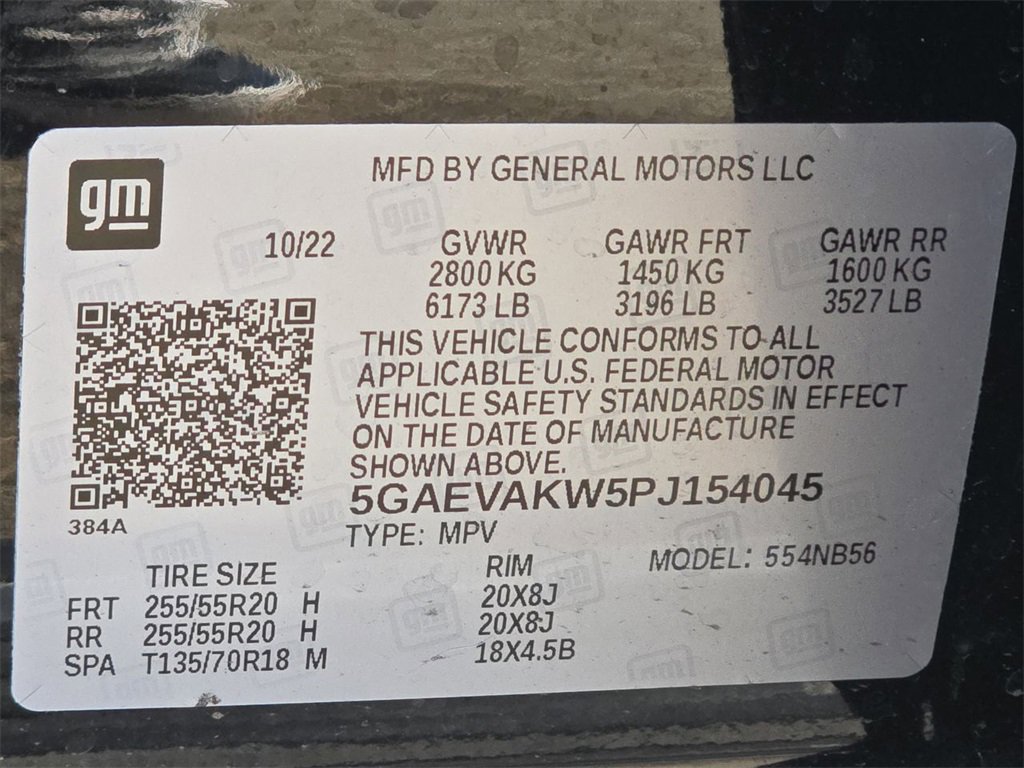 gm
MFD BY GENERAL MOTORS LLC
10/22 GVWR GAWR FRT GAWR RR
2800 KG 1450 KG 1600 KG
6173 LB 3196 LB 3527 LB
THIS VEHICLE CONFORMS TO ALL
APPLICABLE U.S. FEDERAL MOTOR
VEHICLE SAFETY STANDARDS IN EFFECT
ON THE DATE OF MANUFACTURE
SHOWN ABOVE.
5GAEVAKW5PJ154045
384A
TYPE: MPV
MODEL: 554NB56
TIRE SIZE RIM
FRT 255/55R20 H 20X8J
RR 255/55R20 H 20X8J
SPA T135/70R18 M 18X4.5B